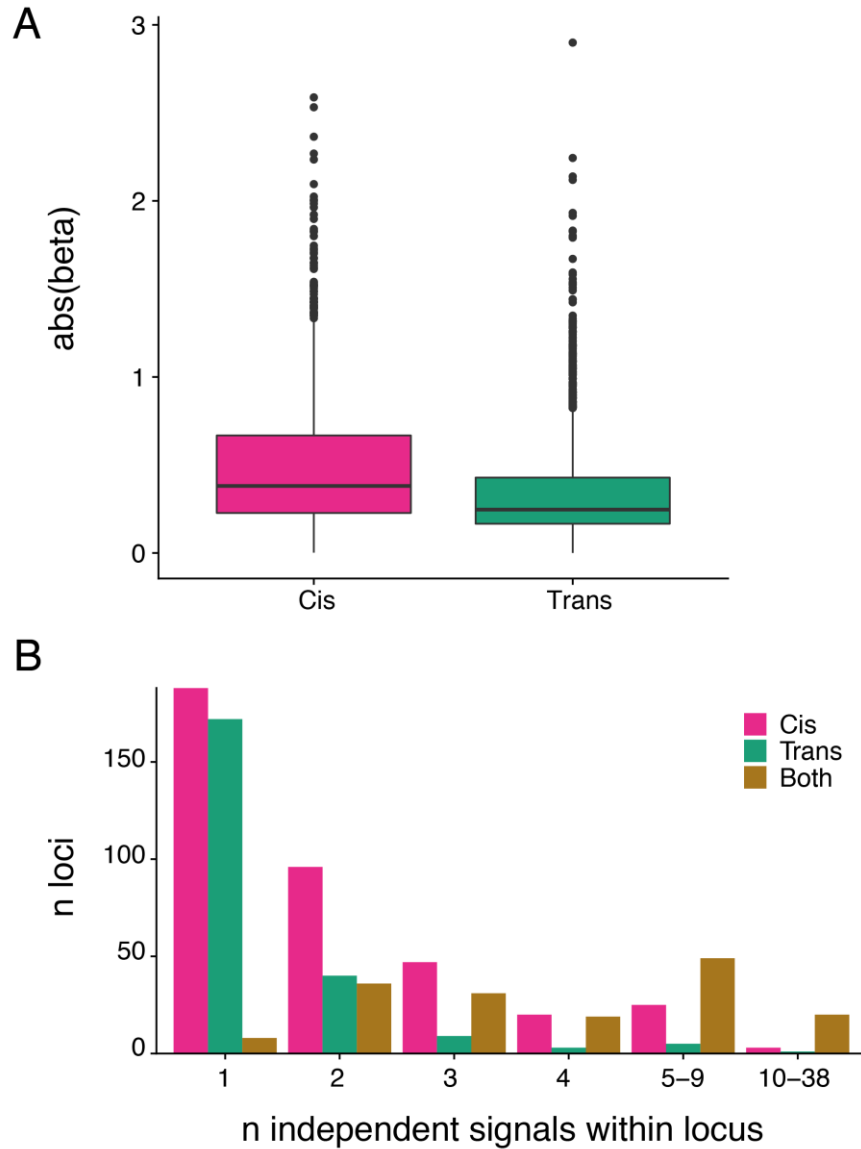 A
3
2
1
0
abs(beta)
Cis Trans
B
150
100
50
0
n loci
Cis
Trans
Both
1 2 3 4 5–9 10–38
n independent signals within locus